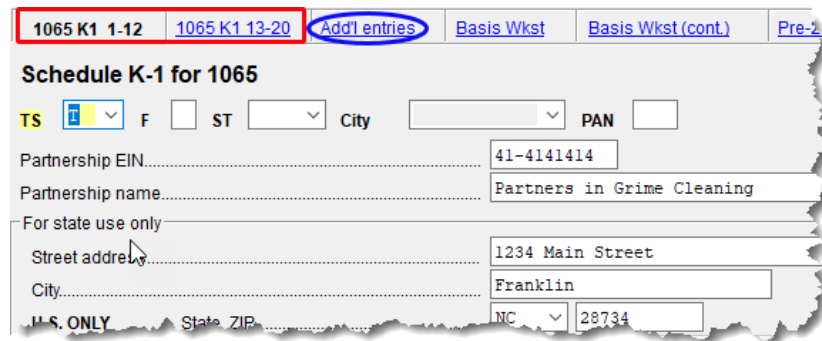 1065 K1 1-12 1065 K1 13-20 Add'l entries Basis Wkst Basis Wkst (cont.) Pre-2
Schedule K-1 for 1065
TS T F ST City PAN
Partnership EIN 41-4141414
Partnership name Partners in Grime Cleaning
For state use only
Street address 1234 Main Street
City Franklin
U.S. ONLY State, ZIP NC 28734